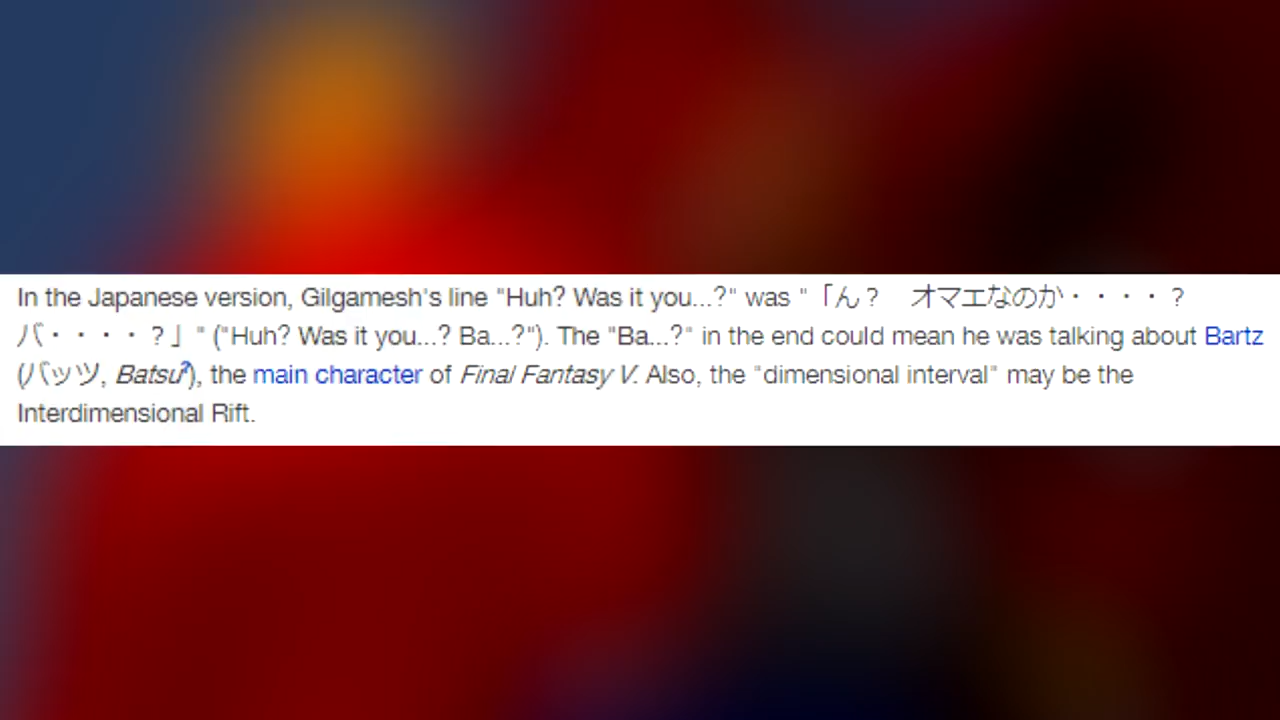 In the Japanese version, Gilgamesh's line "Huh? Was it you...?" was "「ん？　オマエなのか・・・・？
バ・・・・？」" ("Huh? Was it you...? Ba...?"). The "Ba...?" in the end could mean he was talking about Bartz
(バッツ, Batsu?), the main character of Final Fantasy V. Also, the "dimensional interval" may be the
Interdimensional Rift.